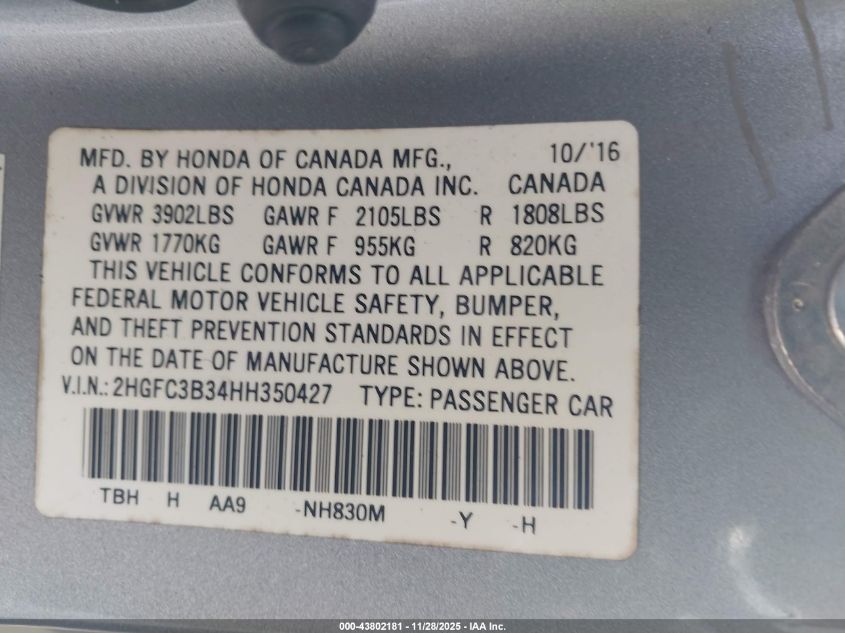 MFD. BY HONDA OF CANADA MFG., 10/'16
A DIVISION OF HONDA CANADA INC. CANADA
GVWR 3902LBS GAWR F 2105LBS R 1808LBS
GVWR 1770KG GAWR F 955KG R 820KG
THIS VEHICLE CONFORMS TO ALL APPLICABLE
FEDERAL MOTOR VEHICLE SAFETY, BUMPER,
AND THEFT PREVENTION STANDARDS IN EFFECT
ON THE DATE OF MANUFACTURE SHOWN ABOVE.
V.I.N.: 2HGFC3B34HH350427 TYPE: PASSENGER CAR
TBH H AA9 -NH830M -Y -H
000-43802181 - 11/28/2025 - IAA Inc.